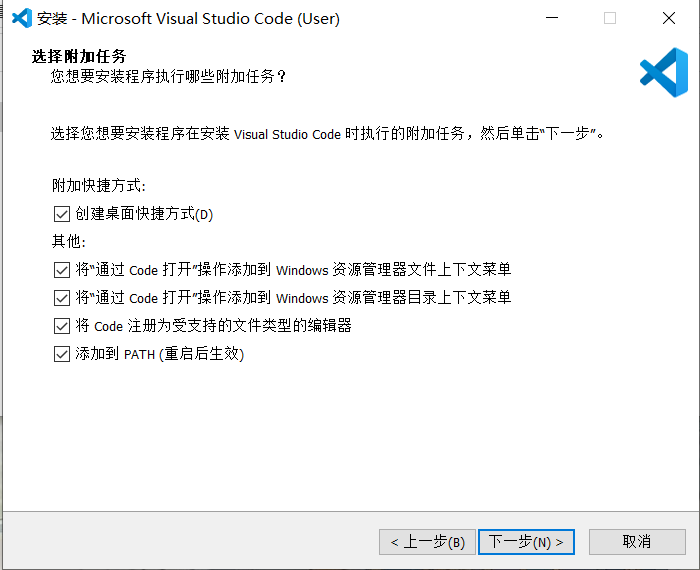 安装 - Microsoft Visual Studio Code (User)
选择附加任务
您想要安装程序执行哪些附加任务？
选择您想要安装程序在安装 Visual Studio Code 时执行的附加任务，然后单击“下一步”。
附加快捷方式:
创建桌面快捷方式(D)
其他:
将“通过 Code 打开”操作添加到 Windows 资源管理器文件上下文菜单
将“通过 Code 打开”操作添加到 Windows 资源管理器目录上下文菜单
将 Code 注册为受支持的文件类型的编辑器
添加到 PATH (重启后生效)
< 上一步(B) 下一步(N) > 取消